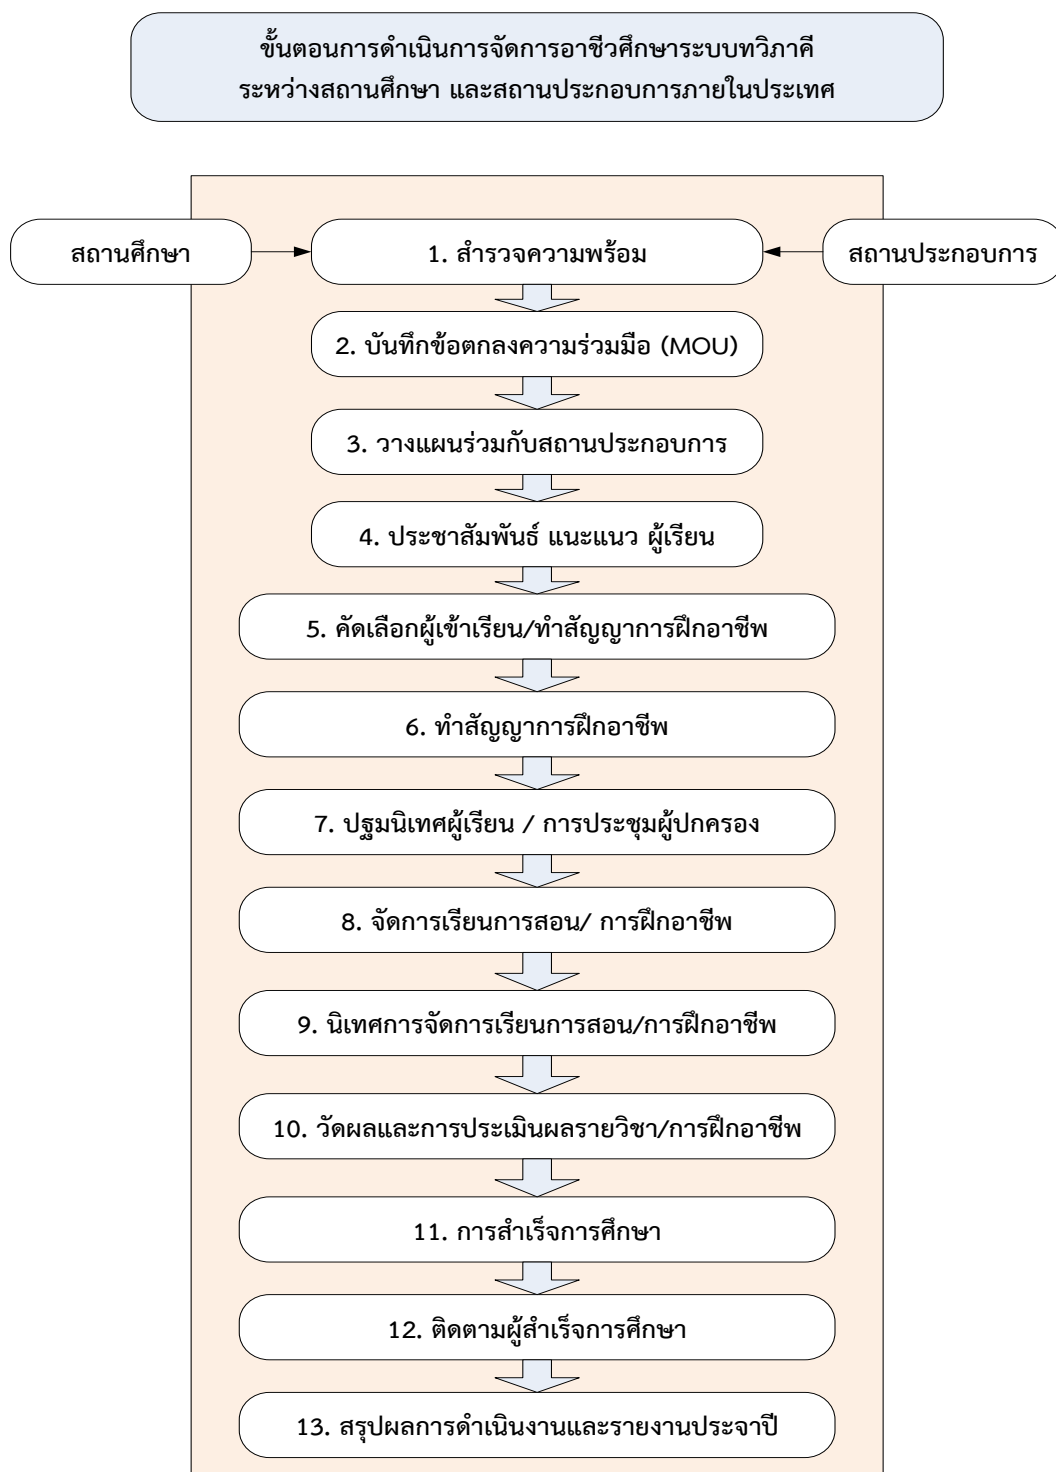 ขั้นตอนการดำเนินการจัดการอาชีวศึกษาระบบทวิภาคี
ระหว่างสถานศึกษา และสถานประกอบการภายในประเทศ
สถานศึกษา
1. สำรวจความพร้อม
สถานประกอบการ
2. บันทึกข้อตกลงความร่วมมือ (MOU)
3. วางแผนร่วมกับสถานประกอบการ
4. ประชาสัมพันธ์ แนะแนว ผู้เรียน
5. คัดเลือกผู้เข้าเรียน/ทำสัญญาการฝึกอาชีพ
6. ทำสัญญาการฝึกอาชีพ
7. ปฐมนิเทศผู้เรียน / การประชุมผู้ปกครอง
8. จัดการเรียนการสอน/ การฝึกอาชีพ
9. นิเทศการจัดการเรียนการสอน/การฝึกอาชีพ
10. วัดผลและการประเมินผลรายวิชา/การฝึกอาชีพ
11. การสำเร็จการศึกษา
12. ติดตามผู้สำเร็จการศึกษา
13. สรุปผลการดำเนินงานและรายงานประจาปี